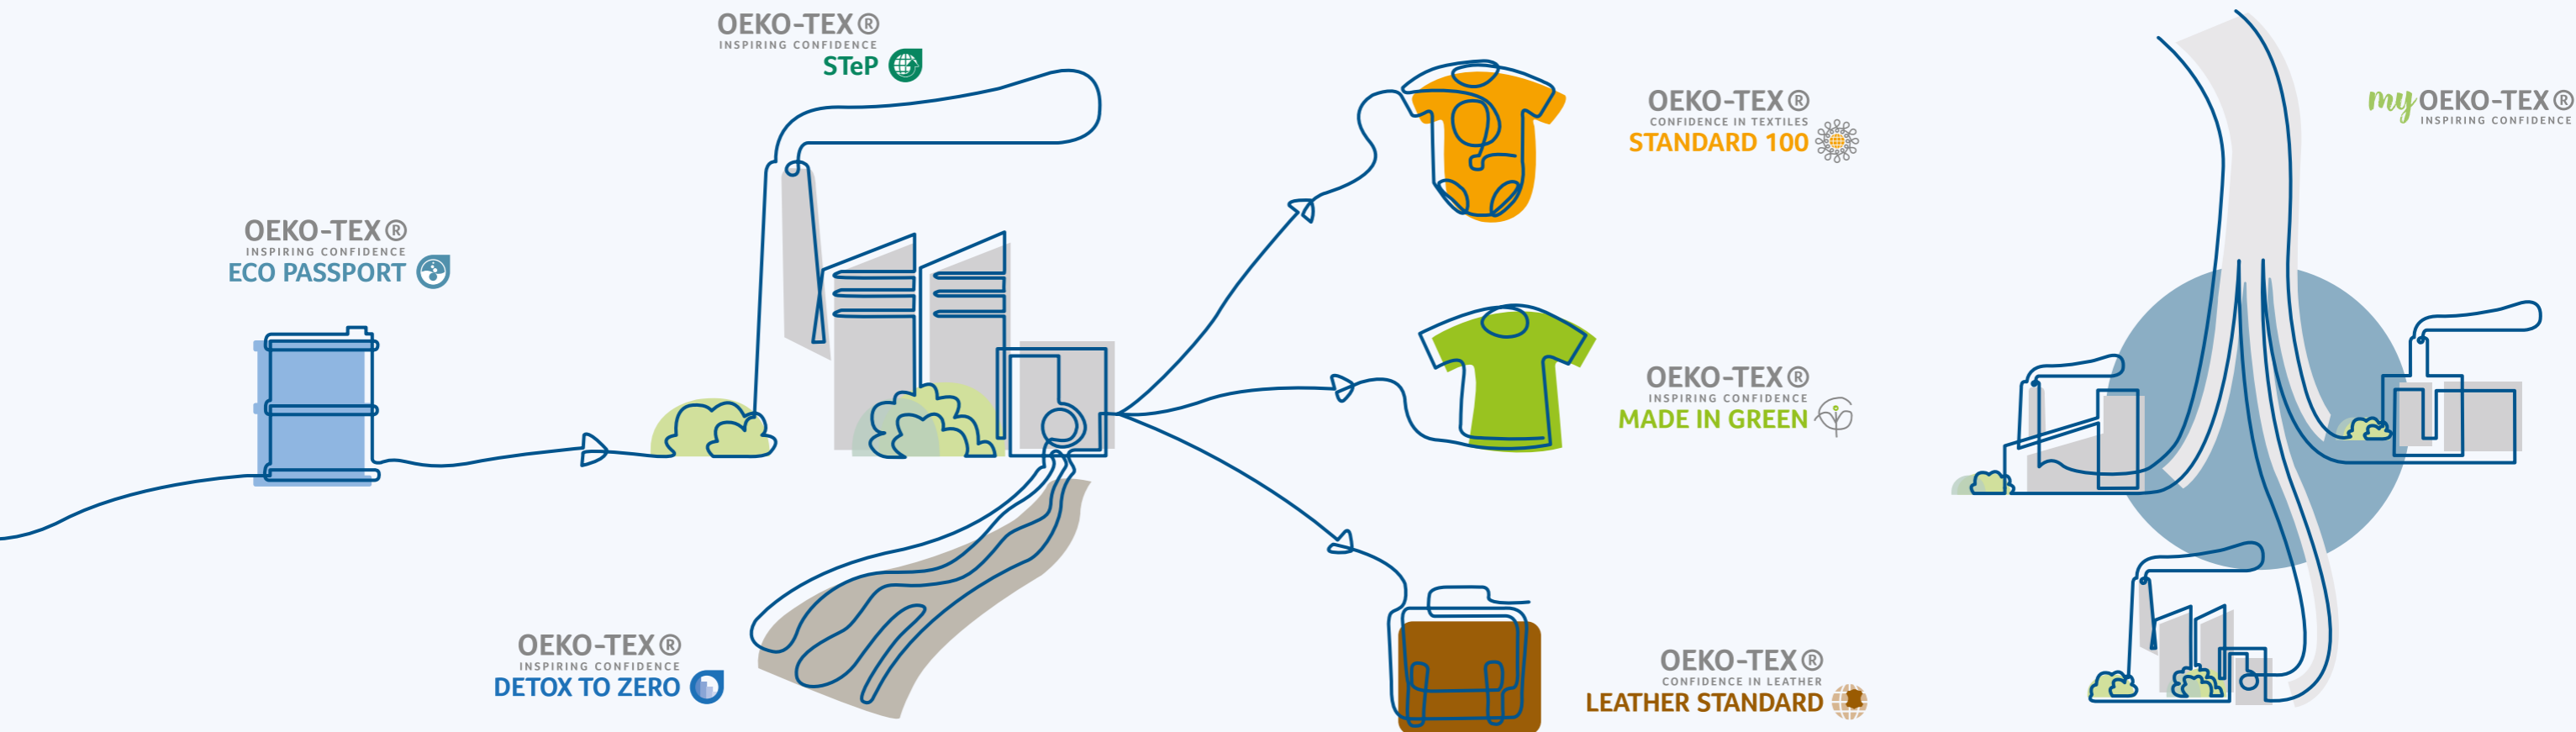 OEKO-TEX®
INSPIRING CONFIDENCE
ECO PASSPORT
OEKO-TEX®
INSPIRING CONFIDENCE
STeP
OEKO-TEX®
INSPIRING CONFIDENCE
DETOX TO ZERO
OEKO-TEX®
CONFIDENCE IN TEXTILES
STANDARD 100
OEKO-TEX®
INSPIRING CONFIDENCE
MADE IN GREEN
OEKO-TEX®
CONFIDENCE IN LEATHER
LEATHER STANDARD
my OEKO-TEX®
INSPIRING CONFIDENCE